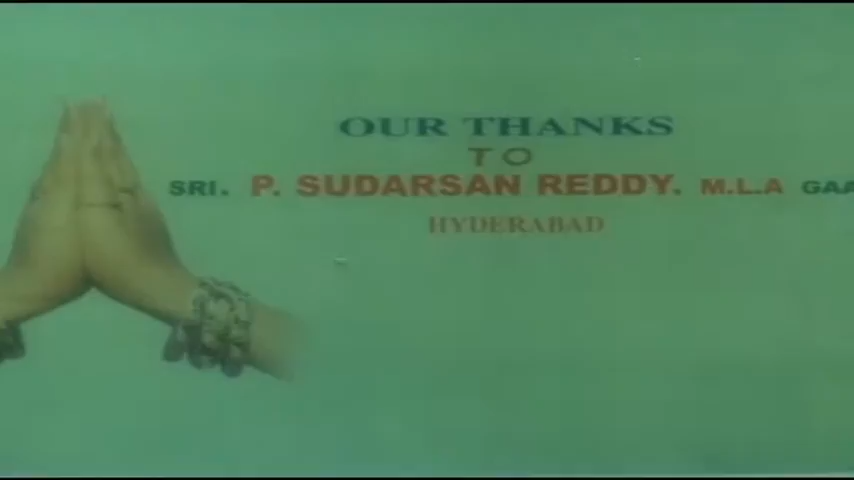 OUR THANKS
TO
SRI. P. SUDARSAN REDDY. M.L.A GAA
HYDERABAD